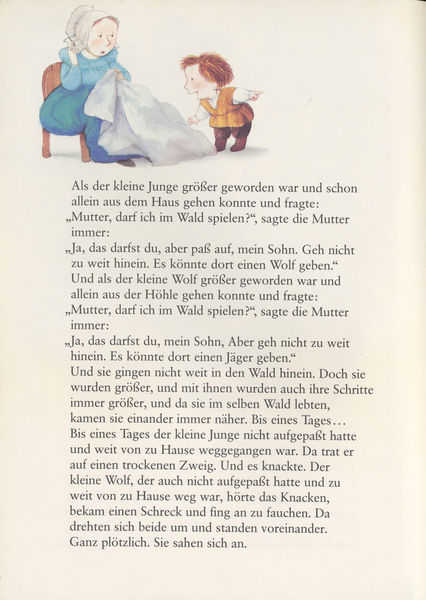 Als der kleine Junge größer geworden war und schon
allein aus dem Haus gehen konnte und fragte:
„Mutter, darf ich im Wald spielen?“, sagte die Mutter
immer:
„Ja, das darfst du, aber paß auf, mein Sohn. Geh nicht
zu weit hinein. Es könnte dort einen Wolf geben.“
Und als der kleine Wolf größer geworden war und
allein aus der Höhle gehen konnte und fragte:
„Mutter, darf ich im Wald spielen?“, sagte die Mutter
immer:
„Ja, das darfst du, mein Sohn, Aber geh nicht zu weit
hinein. Es könnte dort einen Jäger geben.“
Und sie gingen nicht weit in den Wald hinein. Doch sie
wurden größer, und mit ihnen wurden auch ihre Schritte
immer größer, und da sie im selben Wald lebten,
kamen sie einander immer näher. Bis eines Tages...
Bis eines Tages der kleine Junge nicht aufgepaßt hatte
und weit von zu Hause weggegangen war. Da trat er
auf einen trockenen Zweig. Und es knackte. Der
kleine Wolf, der auch nicht aufgepaßt hatte und zu
weit von zu Hause weg war, hörte das Knacken,
bekam einen Schreck und fing an zu fauchen. Da
drehten sich beide um und standen voreinander.
Ganz plötzlich. Sie sahen sich an.